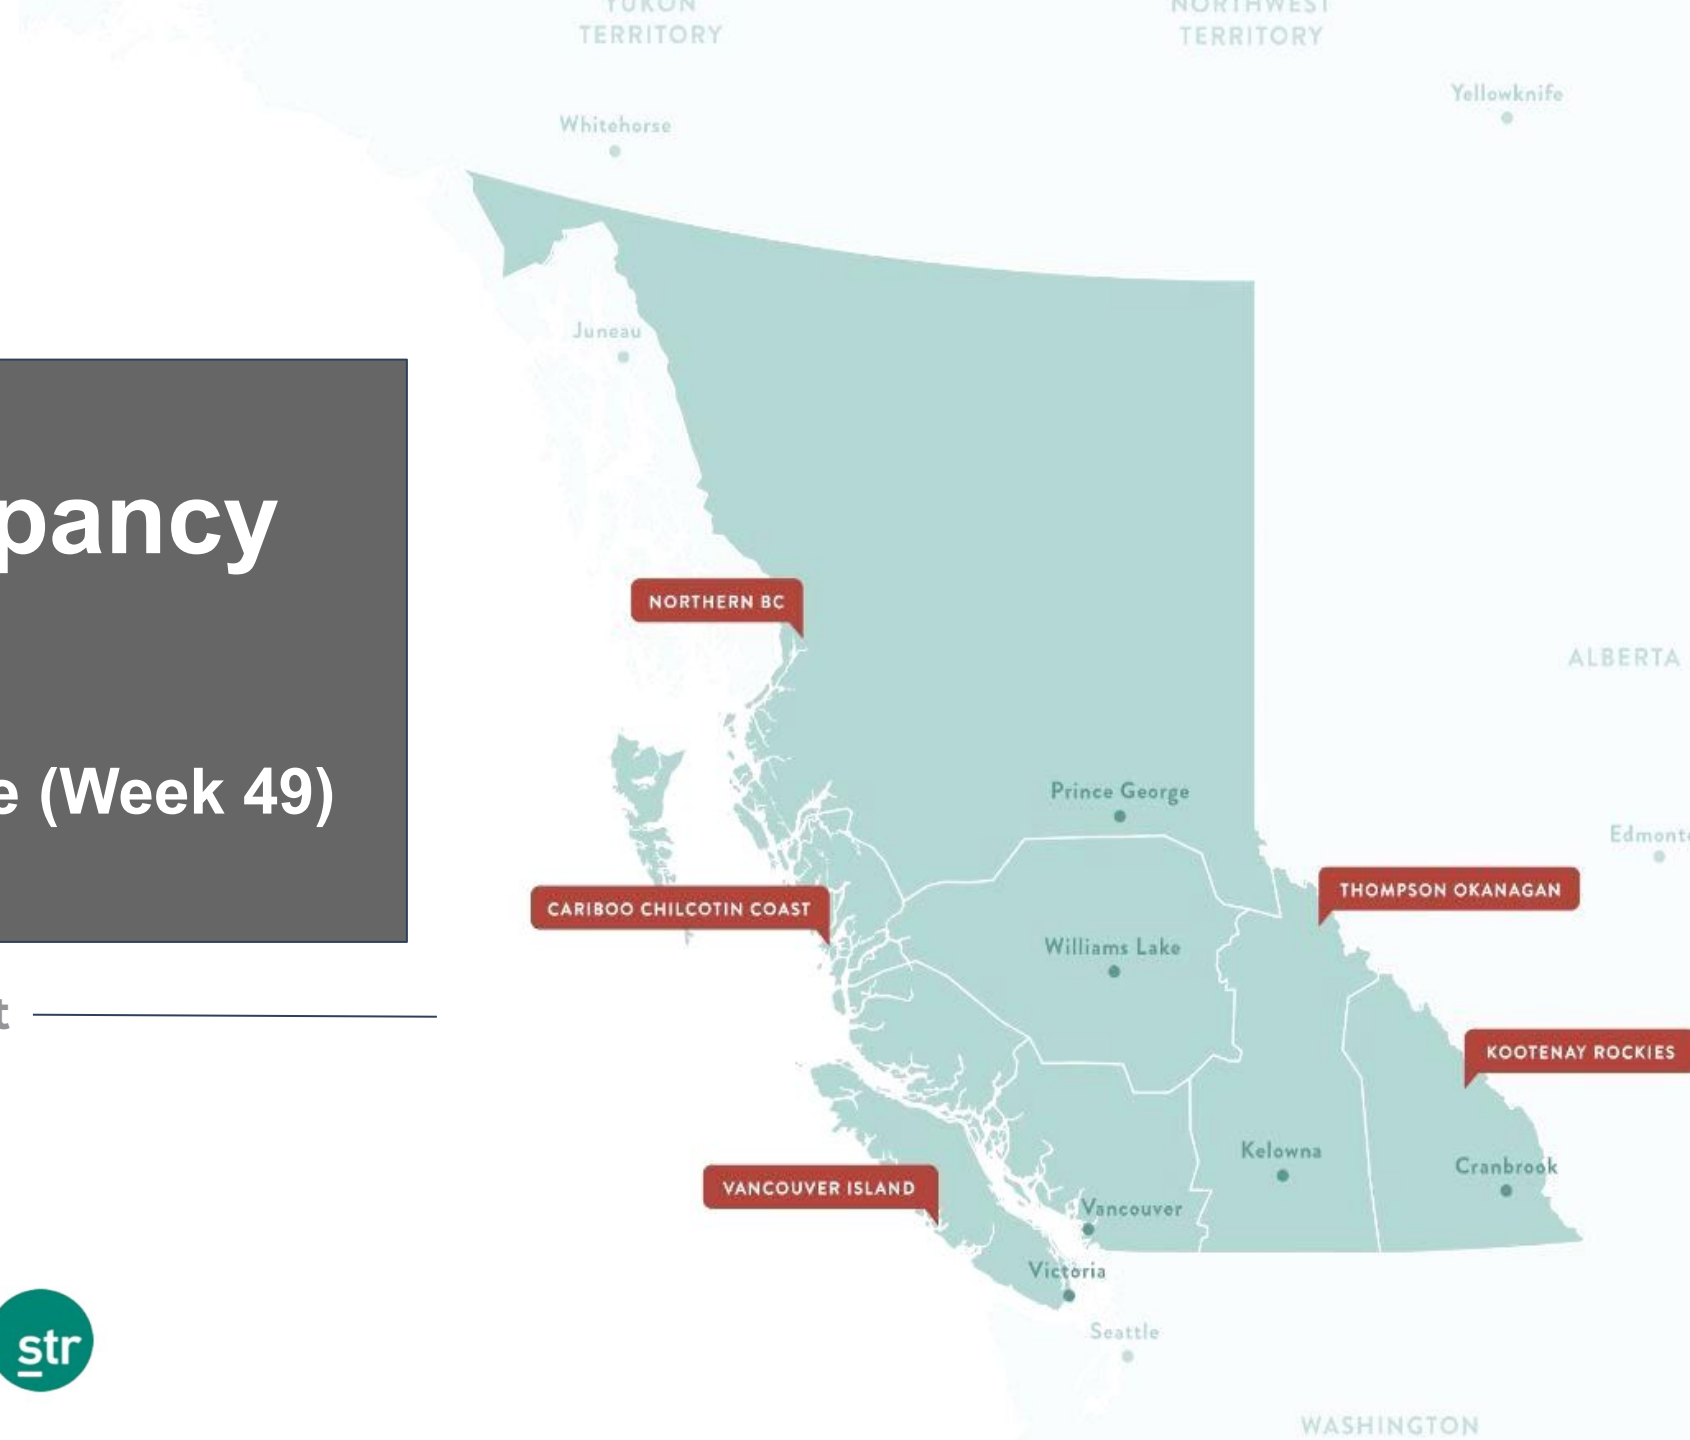 YUKON
TERRITORY
NORTHWEST
TERRITORY
Yellowknife
Whitehorse
Juneau
pancy
NORTHERN BC
ALBERTA
e (Week 49)
Prince George
Edmont
THOMPSON OKANAGAN
CARIBOO CHILCOTIN COAST
Williams Lake
t
KOOTENAY ROCKIES
Kelowna
Cranbrook
VANCOUVER ISLAND
Vancouver
Victoria
Seattle
str
WASHINGTON